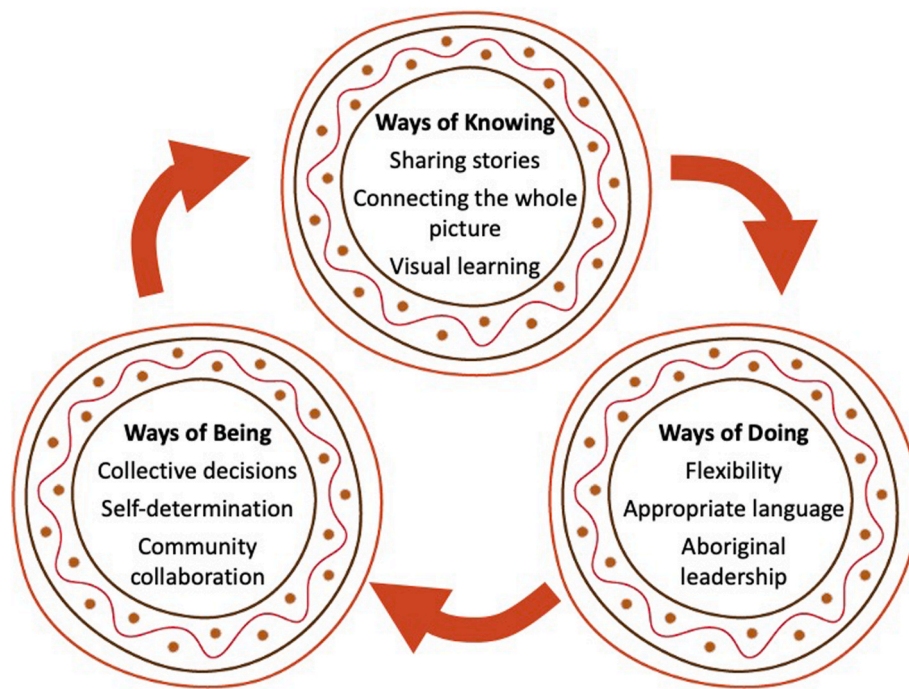 Ways of Knowing
Sharing stories
Connecting the whole
picture
Visual learning
Ways of Being
Collective decisions
Self-determination
Community
collaboration
Ways of Doing
Flexibility
Appropriate language
Aboriginal
leadership